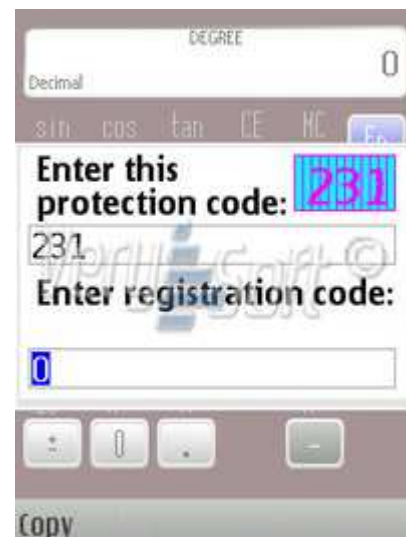 DEGREE
0
Decimal
sin cos tan CE MC
Enter this
protection code: 231
231
Enter registration code:
0
± 0 . −
Copy